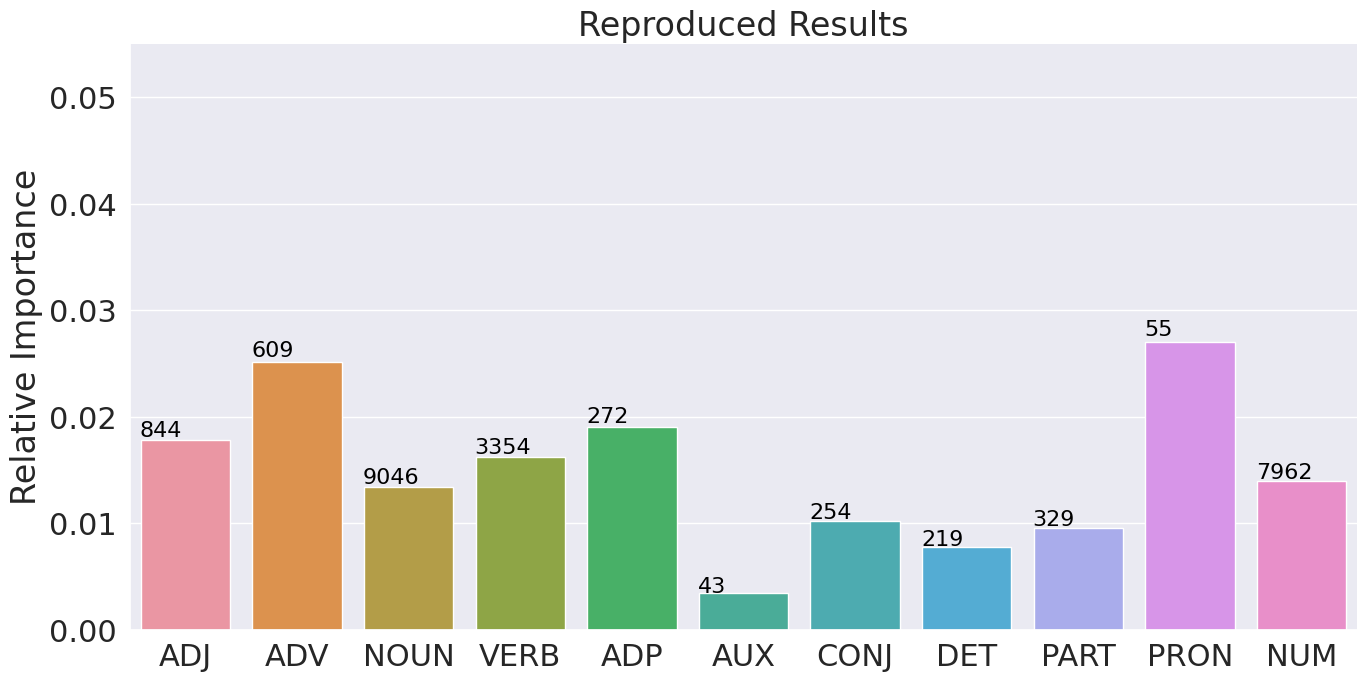 Reproduced Results
Relative Importance
0.05
0.04
0.03
0.02
0.01
0.00
844
609
9046
3354
272
43
254
219
329
55
7962
ADJ
ADV
NOUN
VERB
ADP
AUX
CONJ
DET
PART
PRON
NUM